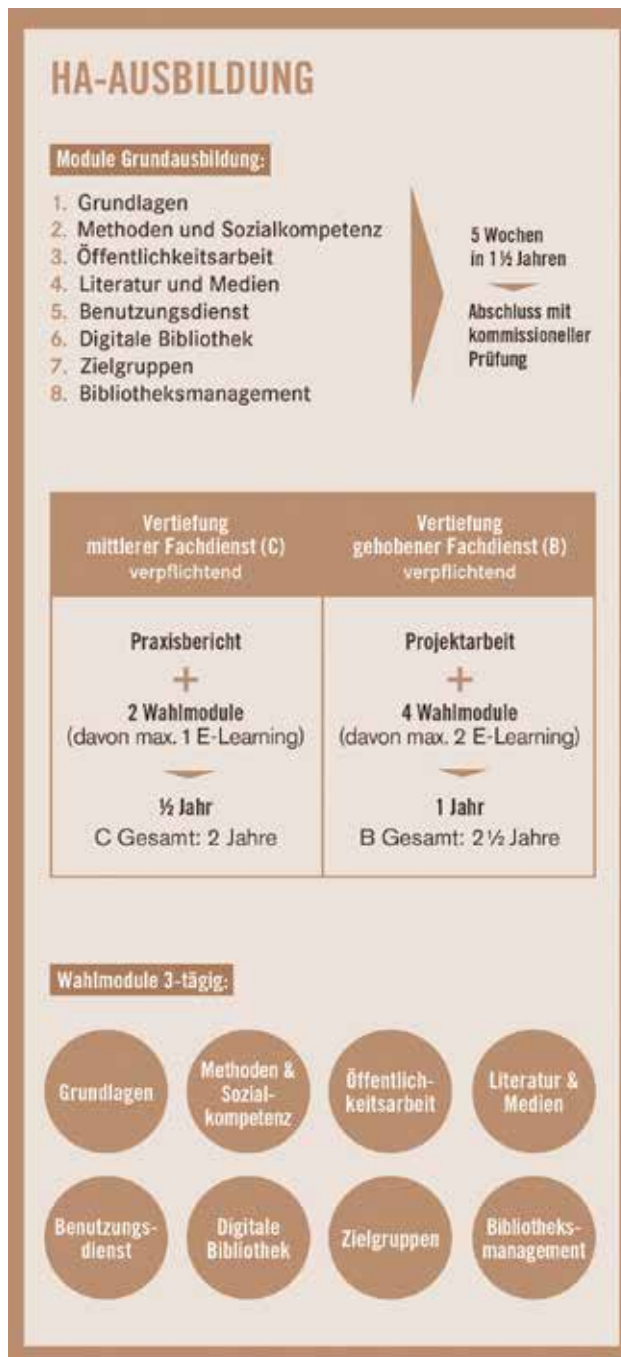 HA-AUSBILDUNG
Module Grundausbildung:
1. Grundlagen
2. Methoden und Sozialkompetenz
3. Öffentlichkeitsarbeit
4. Literatur und Medien
5. Benutzungsdienst
6. Digitale Bibliothek
7. Zielgruppen
8. Bibliotheksmanagement
5 Wochen
in 1 ½ Jahren
Abschluss mit
kommissioneller
Prüfung
Vertiefung
mittlerer Fachdienst (C)
verpflichtend
Praxisbericht
+
2 Wahlmodule
(davon max. 1 E-Learning)
½ Jahr
C Gesamt: 2 Jahre
Vertiefung
gehobener Fachdienst (B)
verpflichtend
Projektarbeit
+
4 Wahlmodule
(davon max. 2 E-Learning)
1 Jahr
B Gesamt: 2 ½ Jahre
Wahlmodule 3-tägig:
Grundlagen
Methoden &
Sozial-
kompetenz
Öffentlich-
keitsarbeit
Literatur &
Medien
Benutzungs-
dienst
Digitale
Bibliothek
Zielgruppen
Bibliotheks-
management